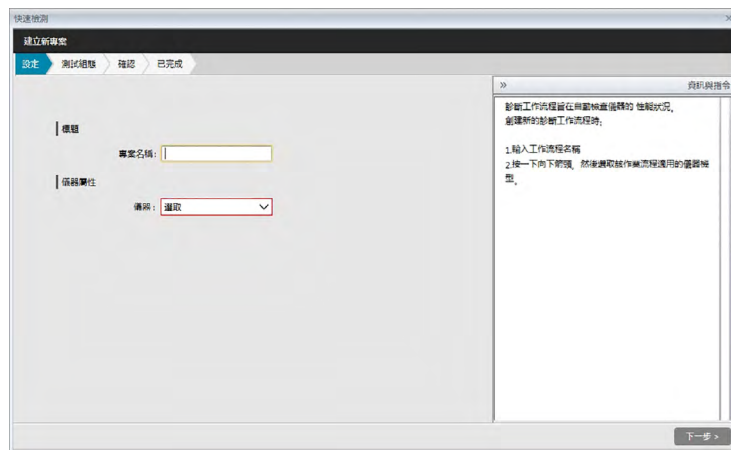 快速檢測
建立新專案
設定 測試組態 確認 已完成
資訊與指令
標題
專案名稱:
儀器屬性
儀器: 選取
診斷工作流程旨在自動檢查儀器的 性能狀況。
創建新的診斷工作流程時:
1.輸入工作流程名稱
2.按一下向下箭頭，然後選取該作業流程適用的儀器機
型。
下一步 >